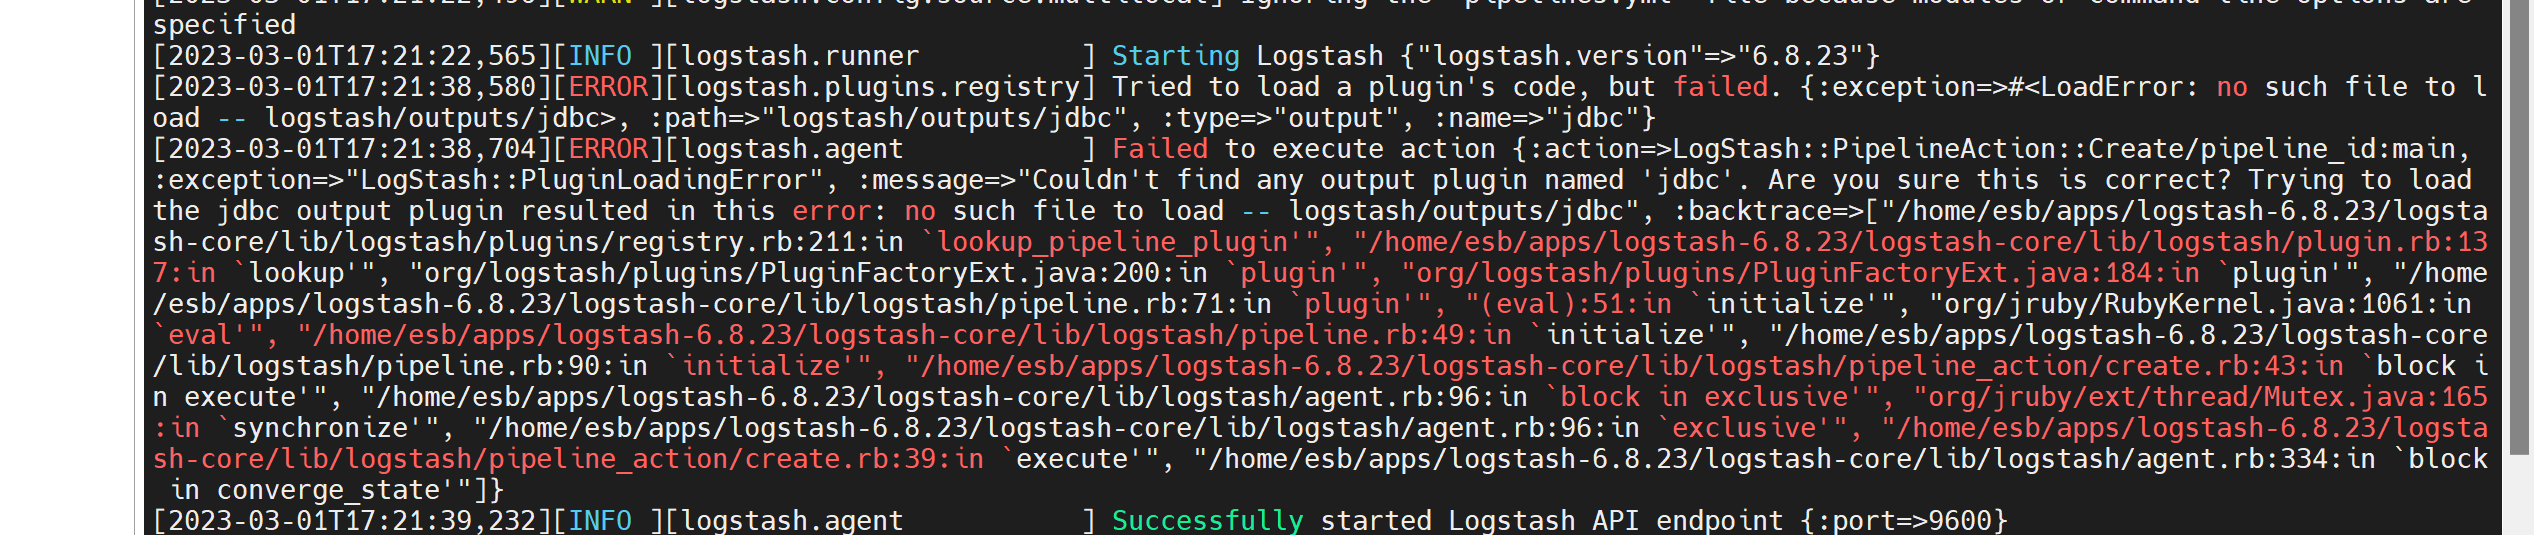 specified
[2023-03-01T17:21:22,565][INFO ][logstash.runner          ] Starting Logstash {"logstash.version"=>"6.8.23"}
[2023-03-01T17:21:38,580][ERROR][logstash.plugins.registry] Tried to load a plugin's code, but failed. {:exception=>#<LoadError: no such file to l
oad -- logstash/outputs/jdbc>, :path=>"logstash/outputs/jdbc", :type=>"output", :name=>"jdbc"}
[2023-03-01T17:21:38,704][ERROR][logstash.agent           ] Failed to execute action {:action=>LogStash::PipelineAction::Create/pipeline_id:main,
:exception=>"LogStash::PluginLoadingError", :message=>"Couldn't find any output plugin named 'jdbc'. Are you sure this is correct? Trying to load
the jdbc output plugin resulted in this error: no such file to load -- logstash/outputs/jdbc", :backtrace=>["/home/esb/apps/logstash-6.8.23/logsta
sh-core/lib/logstash/plugins/registry.rb:211:in `lookup_pipeline_plugin'", "/home/esb/apps/logstash-6.8.23/logstash-core/lib/logstash/plugin.rb:13
7:in `lookup'", "org/logstash/plugins/PluginFactoryExt.java:200:in `plugin'", "org/logstash/plugins/PluginFactoryExt.java:184:in `plugin'", "/home
/esb/apps/logstash-6.8.23/logstash-core/lib/logstash/pipeline.rb:71:in `plugin'", "(eval):51:in `initialize'", "org/jruby/RubyKernel.java:1061:in
`eval'", "/home/esb/apps/logstash-6.8.23/logstash-core/lib/logstash/pipeline.rb:49:in `initialize'", "/home/esb/apps/logstash-6.8.23/logstash-core
/lib/logstash/pipeline.rb:90:in `initialize'", "/home/esb/apps/logstash-6.8.23/logstash-core/lib/logstash/pipeline_action/create.rb:43:in `block i
n execute'", "/home/esb/apps/logstash-6.8.23/logstash-core/lib/logstash/agent.rb:96:in `block in exclusive'", "org/jruby/ext/thread/Mutex.java:165
:in `synchronize'", "/home/esb/apps/logstash-6.8.23/logstash-core/lib/logstash/agent.rb:96:in `exclusive'", "/home/esb/apps/logstash-6.8.23/logsta
sh-core/lib/logstash/pipeline_action/create.rb:39:in `execute'", "/home/esb/apps/logstash-6.8.23/logstash-core/lib/logstash/agent.rb:334:in `block
 in converge_state'"]}
[2023-03-01T17:21:39,232][INFO ][logstash.agent           ] Successfully started Logstash API endpoint {:port=>9600}